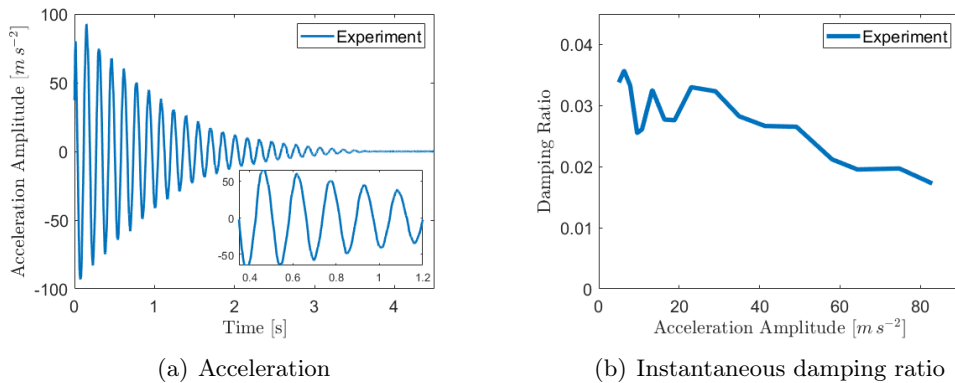 100
50
0
-50
-100
Acceleration Amplitude [m s⁻²]
Experiment
50
0
-50
0.4 0.6 0.8 1 1.2
0 1 2 3 4
Time [s]
(a) Acceleration
0.04
0.03
0.02
0.01
0
Damping Ratio
Experiment
0 20 40 60 80
Acceleration Amplitude [m s⁻²]
(b) Instantaneous damping ratio